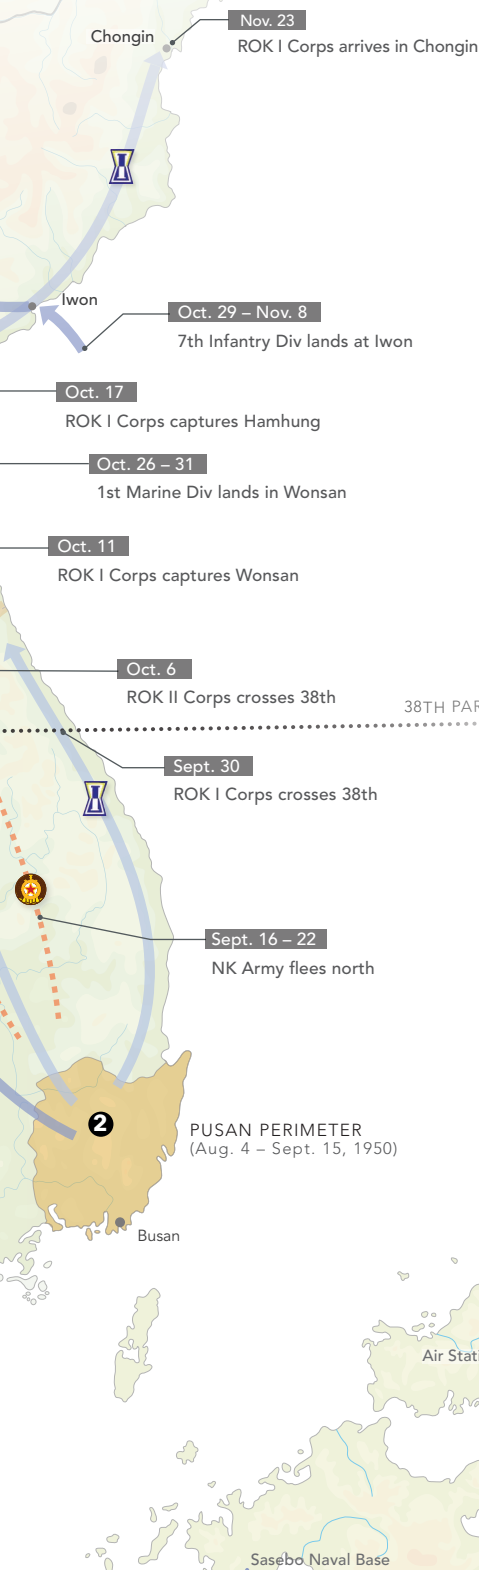 Nov. 23
Chongin
ROK I Corps arrives in Chongin
Iwon
Oct. 29 – Nov. 8
7th Infantry Div lands at Iwon
Oct. 17
ROK I Corps captures Hamhung
Oct. 26 – 31
1st Marine Div lands in Wonsan
Oct. 11
ROK I Corps captures Wonsan
Oct. 6
ROK II Corps crosses 38th
38TH PAR
Sept. 30
ROK I Corps crosses 38th
Sept. 16 – 22
NK Army flees north
2
PUSAN PERIMETER
(Aug. 4 – Sept. 15, 1950)
Busan
Air Stati
Sasebo Naval Base